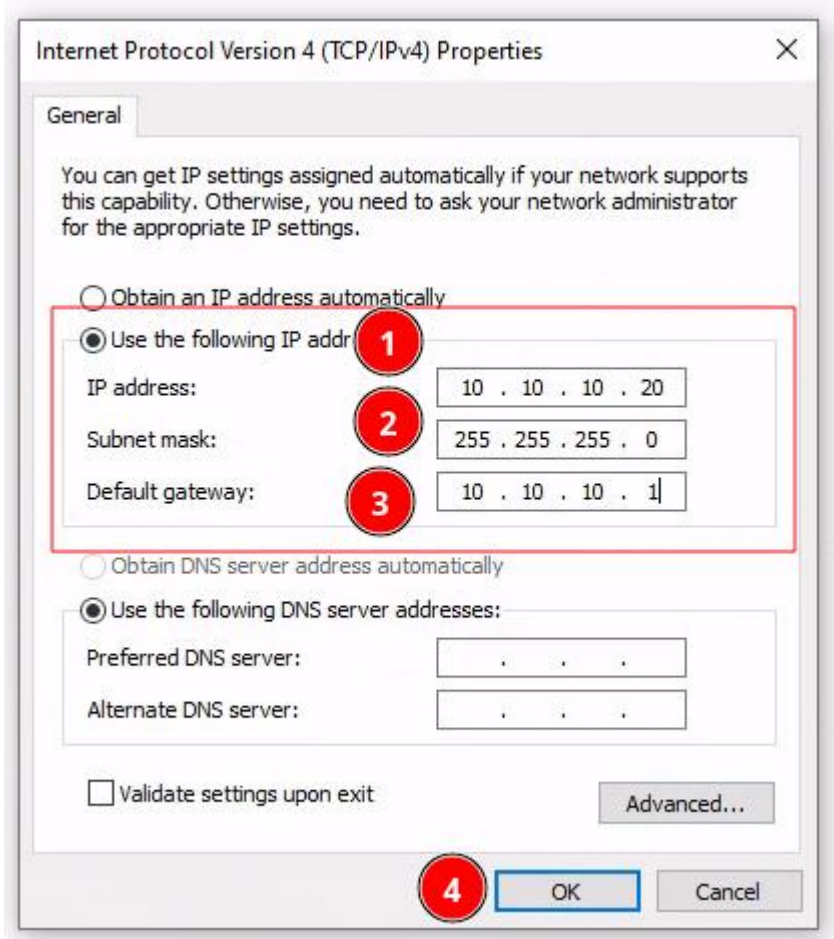 Internet Protocol Version 4 (TCP/IPv4) Properties
General
You can get IP settings assigned automatically if your network supports
this capability. Otherwise, you need to ask your network administrator
for the appropriate IP settings.
Obtain an IP address automatically
Use the following IP addr 1
IP address: 10 . 10 . 10 . 20
2
Subnet mask: 255 . 255 . 255 . 0
Default gateway: 3 10 . 10 . 10 . 1
Obtain DNS server address automatically
Use the following DNS server addresses:
Preferred DNS server: . . .
Alternate DNS server: . . .
Validate settings upon exit
Advanced...
4 OK Cancel